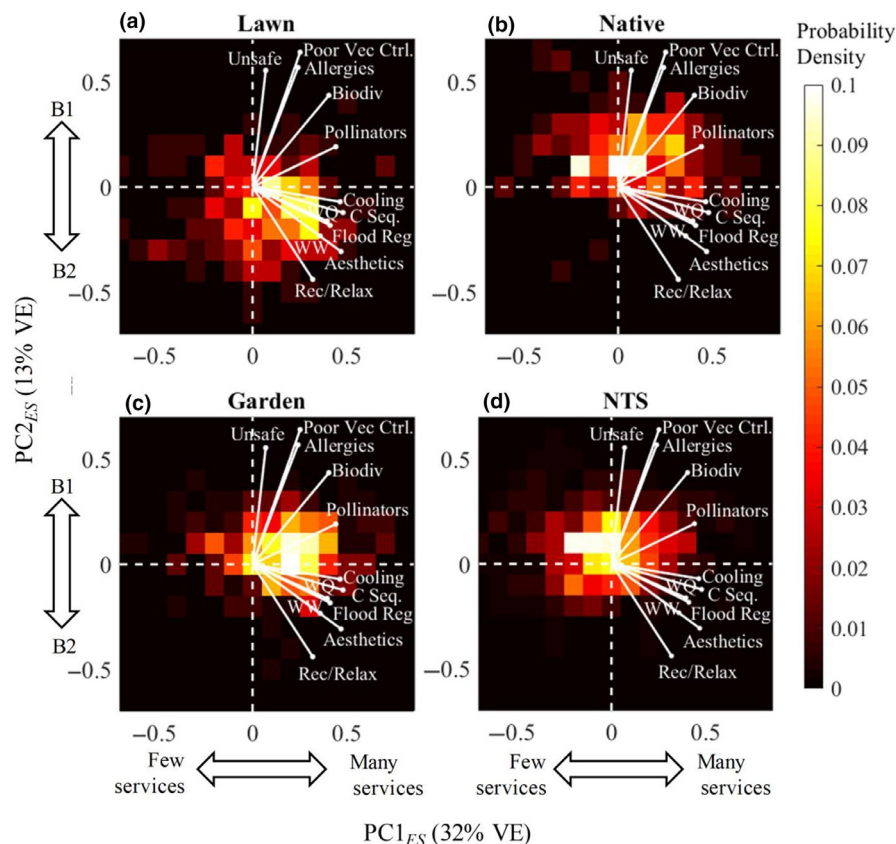 (a) Lawn
(b) Native
Probability
Density
0.5
0
−0.5
B1
B2
Unsafe
Poor Vec Ctrl.
Allergies
Biodiv
Pollinators
Cooling
WQ
C Seq.
Flood Reg
WW
Aesthetics
Rec/Relax
−0.5 0 0.5
Unsafe
Poor Vec Ctrl.
Allergies
Biodiv
Pollinators
Cooling
WQ
C Seq.
Flood Reg
WW
Aesthetics
Rec/Relax
0.5
0
−0.5
−0.5 0 0.5
0.1
0.09
0.08
0.07
0.06
0.05
0.04
0.03
0.02
0.01
0
PC2ES (13% VE)
(c) Garden
(d) NTS
0.5
0
−0.5
B1
B2
Unsafe
Poor Vec Ctrl.
Allergies
Biodiv
Pollinators
Cooling
WQ
C Seq.
Flood Reg
WW
Aesthetics
Rec/Relax
−0.5 0 0.5
Unsafe
Poor Vec Ctrl.
Allergies
Biodiv
Pollinators
Cooling
WQ
C Seq.
Flood Reg
WW
Aesthetics
Rec/Relax
0.5
0
−0.5
−0.5 0 0.5
Few
services
Many
services
Few
services
Many
services
PC1ES (32% VE)